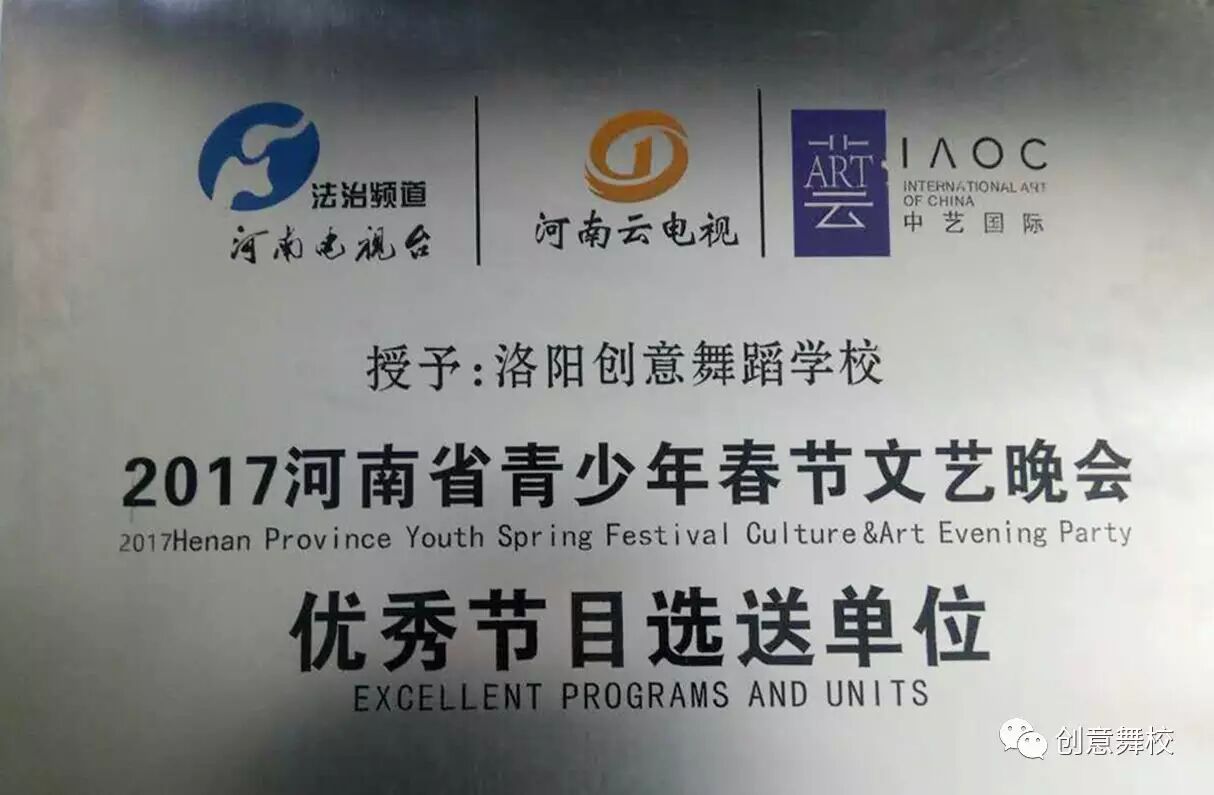 法治频道
河南电视台
河南云电视
ART
云
IAOC
INTERNATIONAL ART
OF CHINA
中艺国际
授予:洛阳创意舞蹈学校
2017河南省青少年春节文艺晚会
2017Henan Province Youth Spring Festival Culture&Art Evening Party
优秀节目选送单位
EXCELLENT PROGRAMS AND UNITS
创意舞校